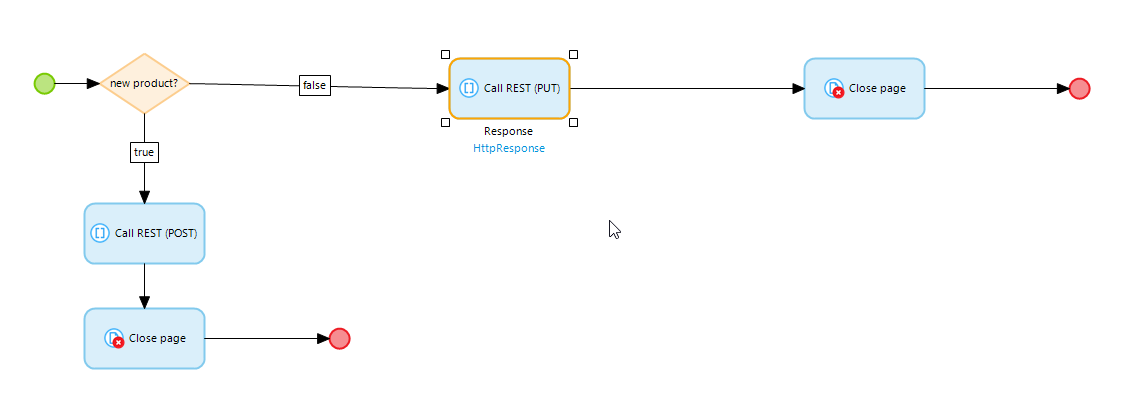 new product?
false
Call REST (PUT)
Close page
Response
HttpResponse
true
Call REST (POST)
Close page